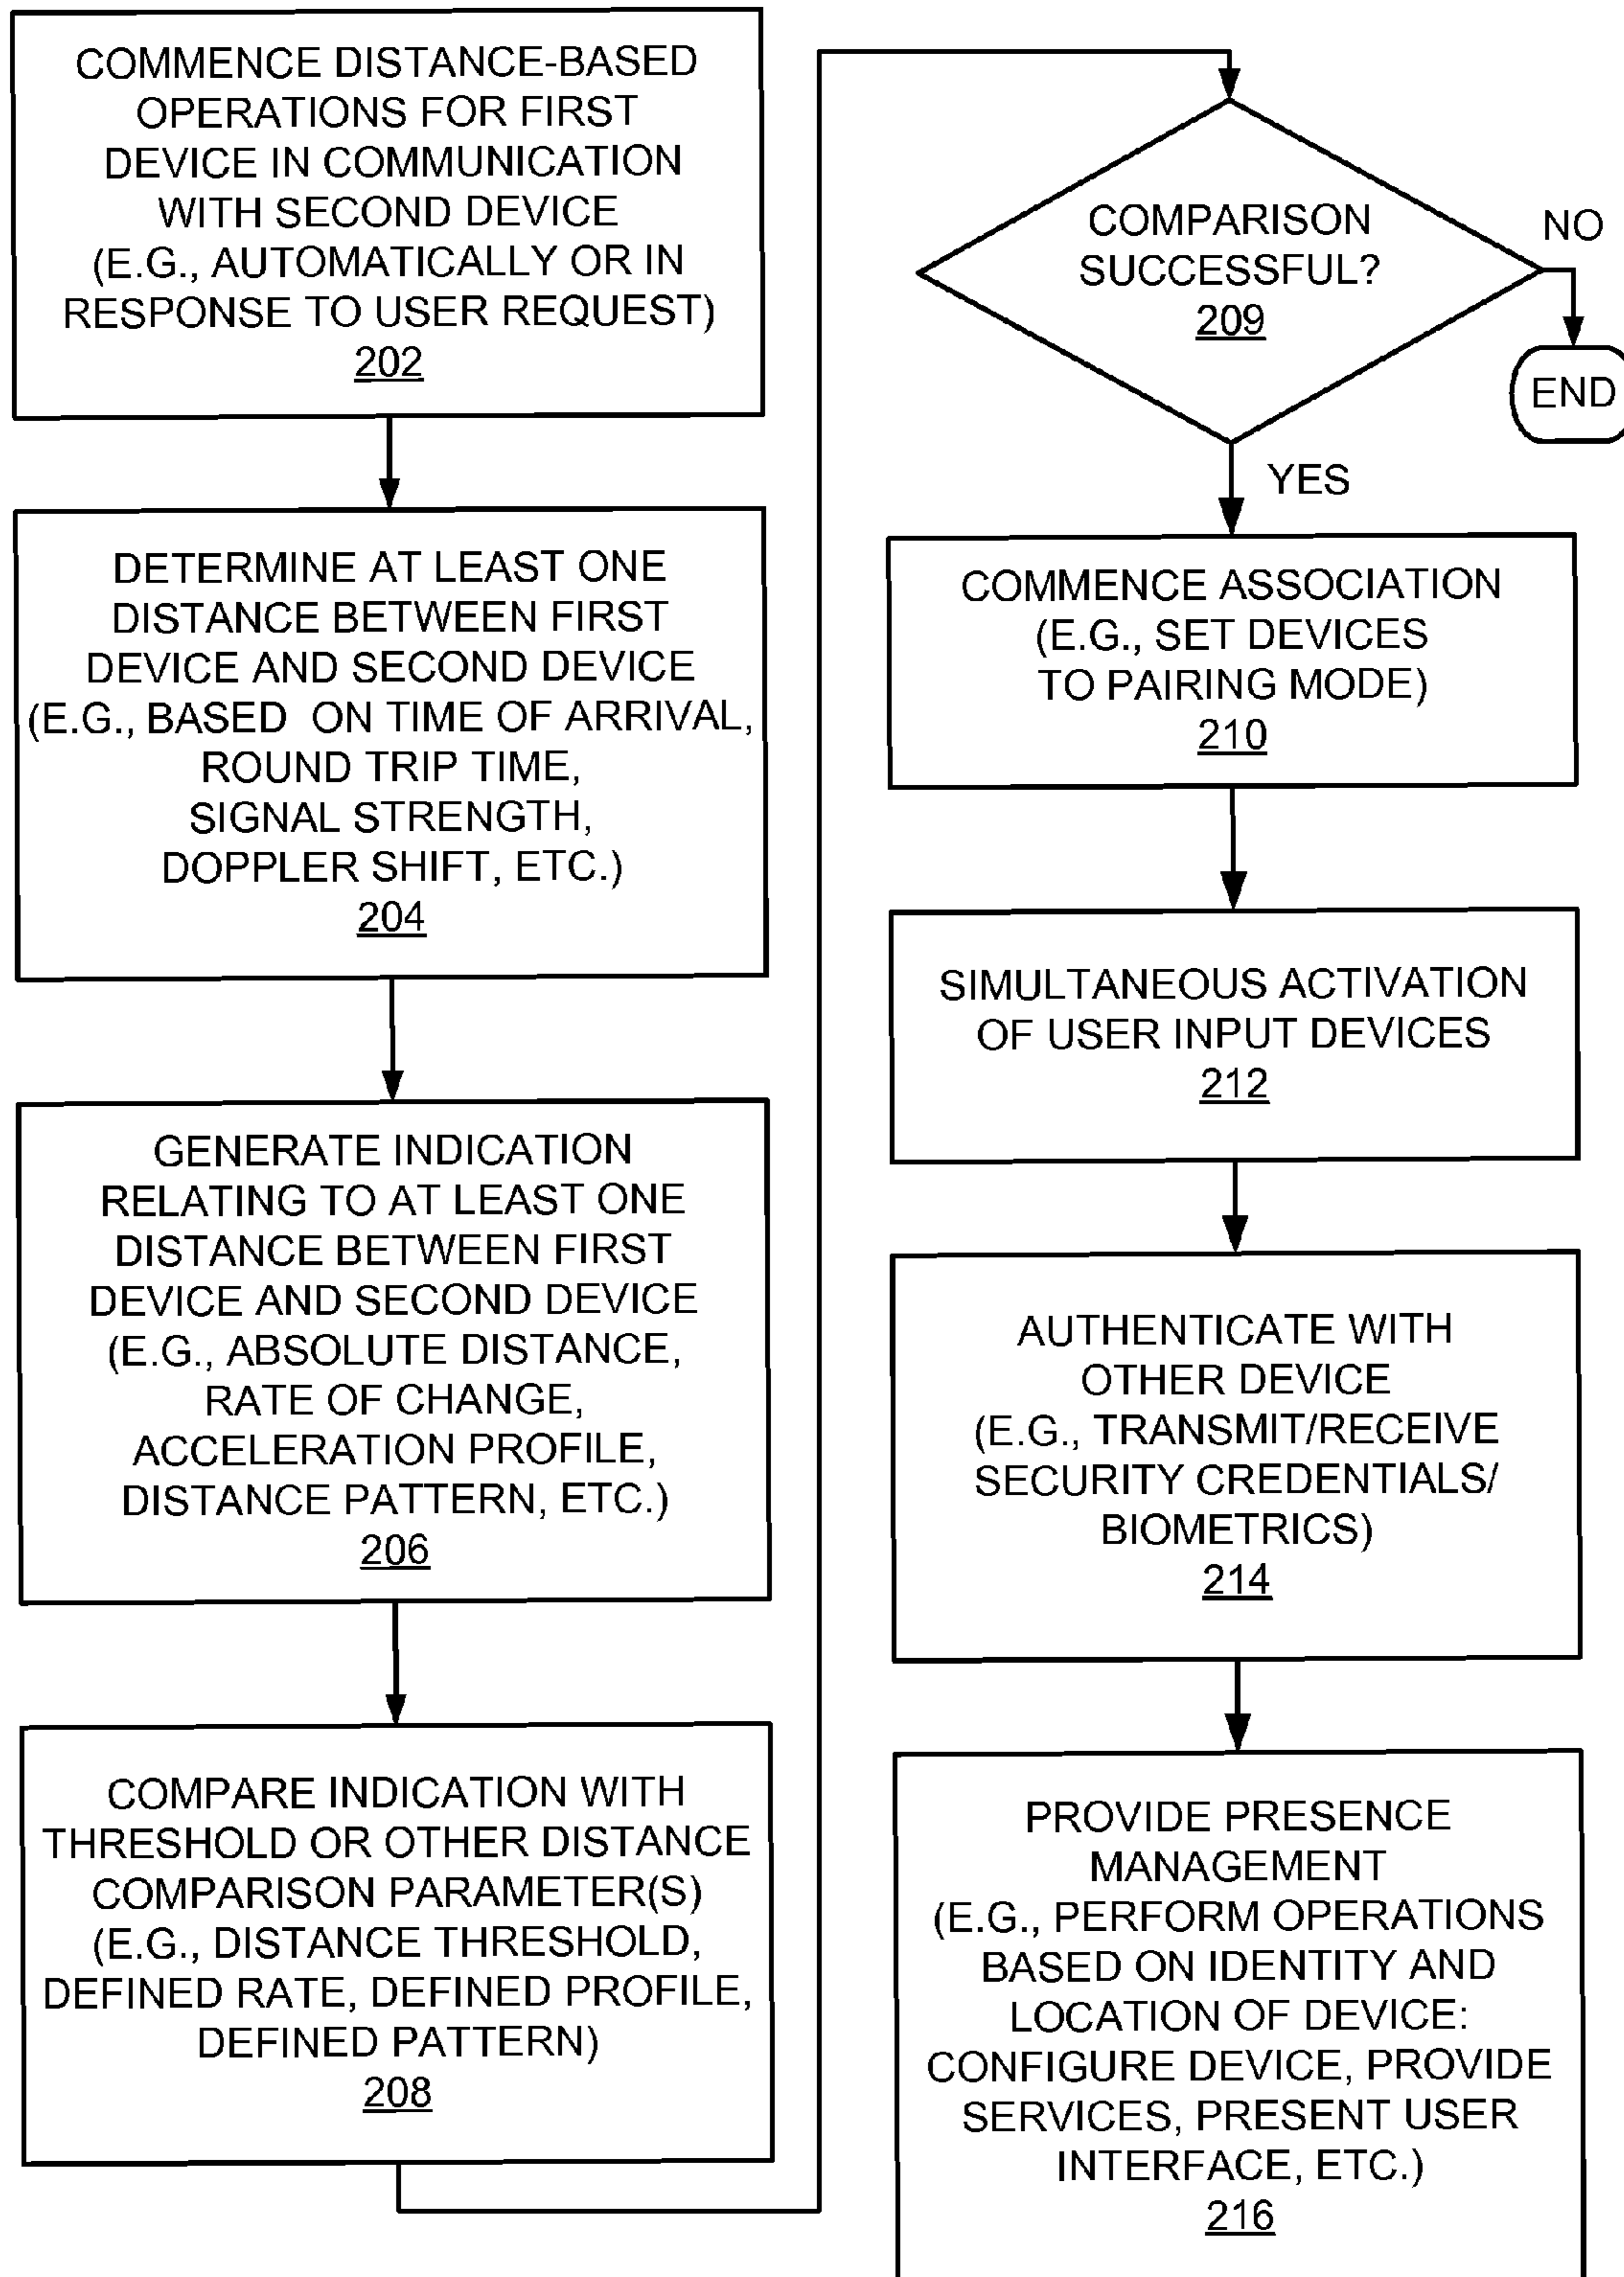 COMMENCE DISTANCE-BASED
OPERATIONS FOR FIRST
DEVICE IN COMMUNICATION
WITH SECOND DEVICE
(E.G., AUTOMATICALLY OR IN
RESPONSE TO USER REQUEST)
202
DETERMINE AT LEAST ONE
DISTANCE BETWEEN FIRST
DEVICE AND SECOND DEVICE
(E.G., BASED ON TIME OF ARRIVAL,
ROUND TRIP TIME,
SIGNAL STRENGTH,
DOPPLER SHIFT, ETC.)
204
GENERATE INDICATION
RELATING TO AT LEAST ONE
DISTANCE BETWEEN FIRST
DEVICE AND SECOND DEVICE
(E.G., ABSOLUTE DISTANCE,
RATE OF CHANGE,
ACCELERATION PROFILE,
DISTANCE PATTERN, ETC.)
206
COMPARE INDICATION WITH
THRESHOLD OR OTHER DISTANCE
COMPARISON PARAMETER(S)
(E.G., DISTANCE THRESHOLD,
DEFINED RATE, DEFINED PROFILE,
DEFINED PATTERN)
208
COMPARISON
SUCCESSFUL?
209
NO
END
YES
COMMENCE ASSOCIATION
(E.G., SET DEVICES
TO PAIRING MODE)
210
SIMULTANEOUS ACTIVATION
OF USER INPUT DEVICES
212
AUTHENTICATE WITH
OTHER DEVICE
(E.G., TRANSMIT/RECEIVE
SECURITY CREDENTIALS/
BIOMETRICS)
214
PROVIDE PRESENCE
MANAGEMENT
(E.G., PERFORM OPERATIONS
BASED ON IDENTITY AND
LOCATION OF DEVICE:
CONFIGURE DEVICE, PROVIDE
SERVICES, PRESENT USER
INTERFACE, ETC.)
216